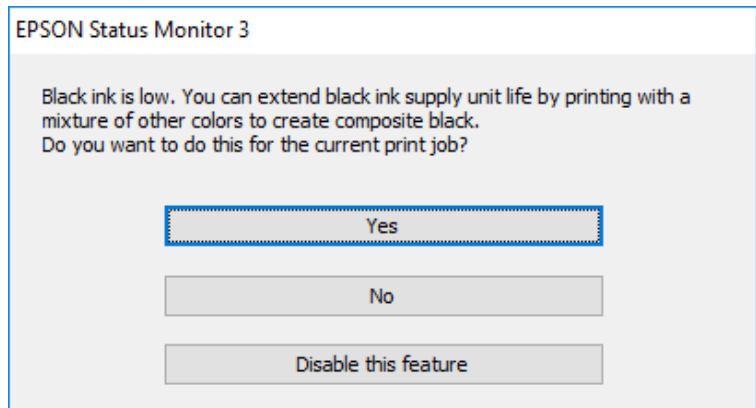 EPSON Status Monitor 3
Black ink is low. You can extend black ink supply unit life by printing with a
mixture of other colors to create composite black.
Do you want to do this for the current print job?
Yes
No
Disable this feature